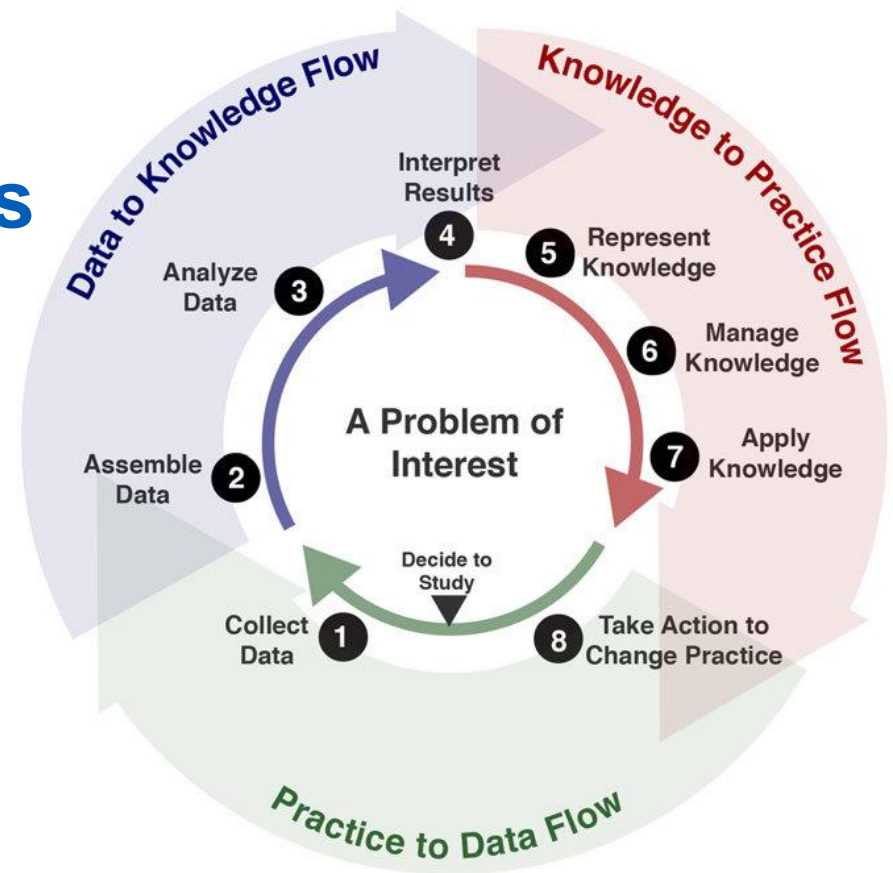 s
Data to Knowledge Flow
Knowledge to Practice Flow
Interpret
Results
4
5
Represent
Knowledge
Analyze
Data
3
6
Manage
Knowledge
A Problem of
Interest
7
Apply
Knowledge
Assemble
Data
2
Decide to
Study
Collect
Data
1
8
Take Action to
Change Practice
Practice to Data Flow